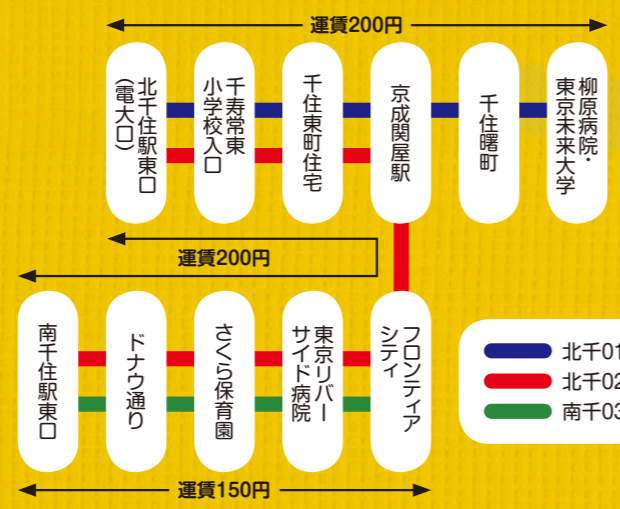 運賃200円
北千住駅東口
(電大口)
千寿常東
小学校入口
千住東町住宅
京成関屋駅
千住曙町
柳原病院・
東京未来大学
運賃200円
南千住駅東口
ドナウ通り
さくら保育園
東京リバー
サイド病院
フロンティア
シティ
北千01
北千02
南千03
運賃150円